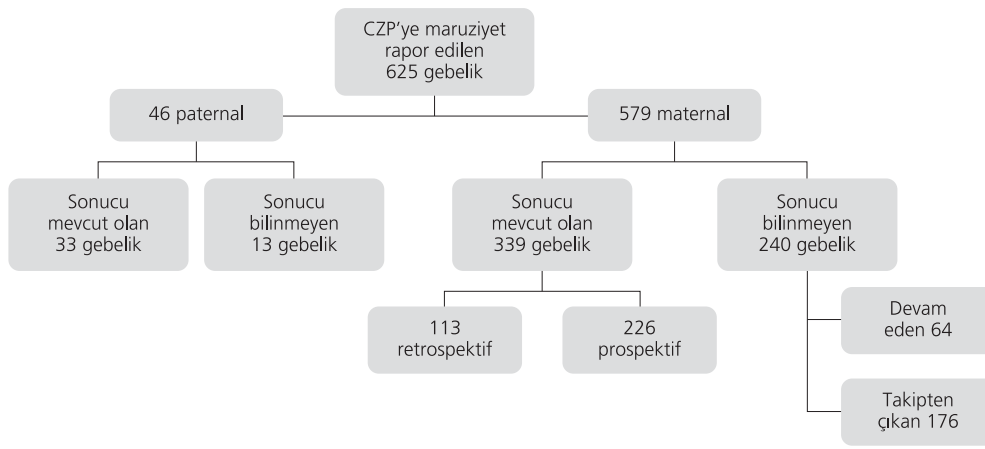 CZP'ye maruziyet
rapor edilen
625 gebelik
46 paternal
579 maternal
Sonucu
mevcut olan
33 gebelik
Sonucu
bilinmeyen
13 gebelik
Sonucu
mevcut olan
339 gebelik
Sonucu
bilinmeyen
240 gebelik
113
retrospektif
226
prospektif
Devam
eden 64
Takipten
çıkan 176